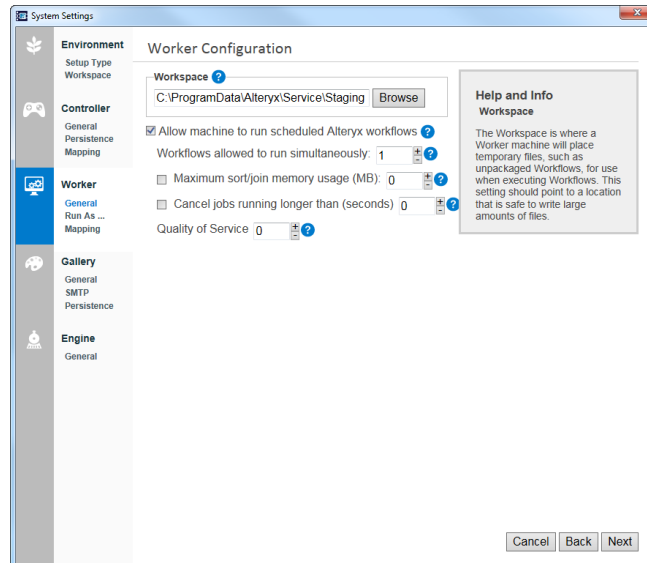 System Settings
Environment
Setup Type
Workspace
Controller
General
Persistence
Mapping
Worker
General
Run As ...
Mapping
Gallery
General
SMTP
Persistence
Engine
General
Worker Configuration
Workspace ?
C:\ProgramData\Alteryx\Service\Staging Browse
Allow machine to run scheduled Alteryx workflows ?
Workflows allowed to run simultaneously: 1 ?
Maximum sort/join memory usage (MB): 0 ?
Cancel jobs running longer than (seconds) 0 ?
Quality of Service 0 ?
Help and Info
Workspace
The Workspace is where a
Worker machine will place
temporary files, such as
unpackaged Workflows, for use
when executing Workflows. This
setting should point to a location
that is safe to write large
amounts of files.
Cancel Back Next